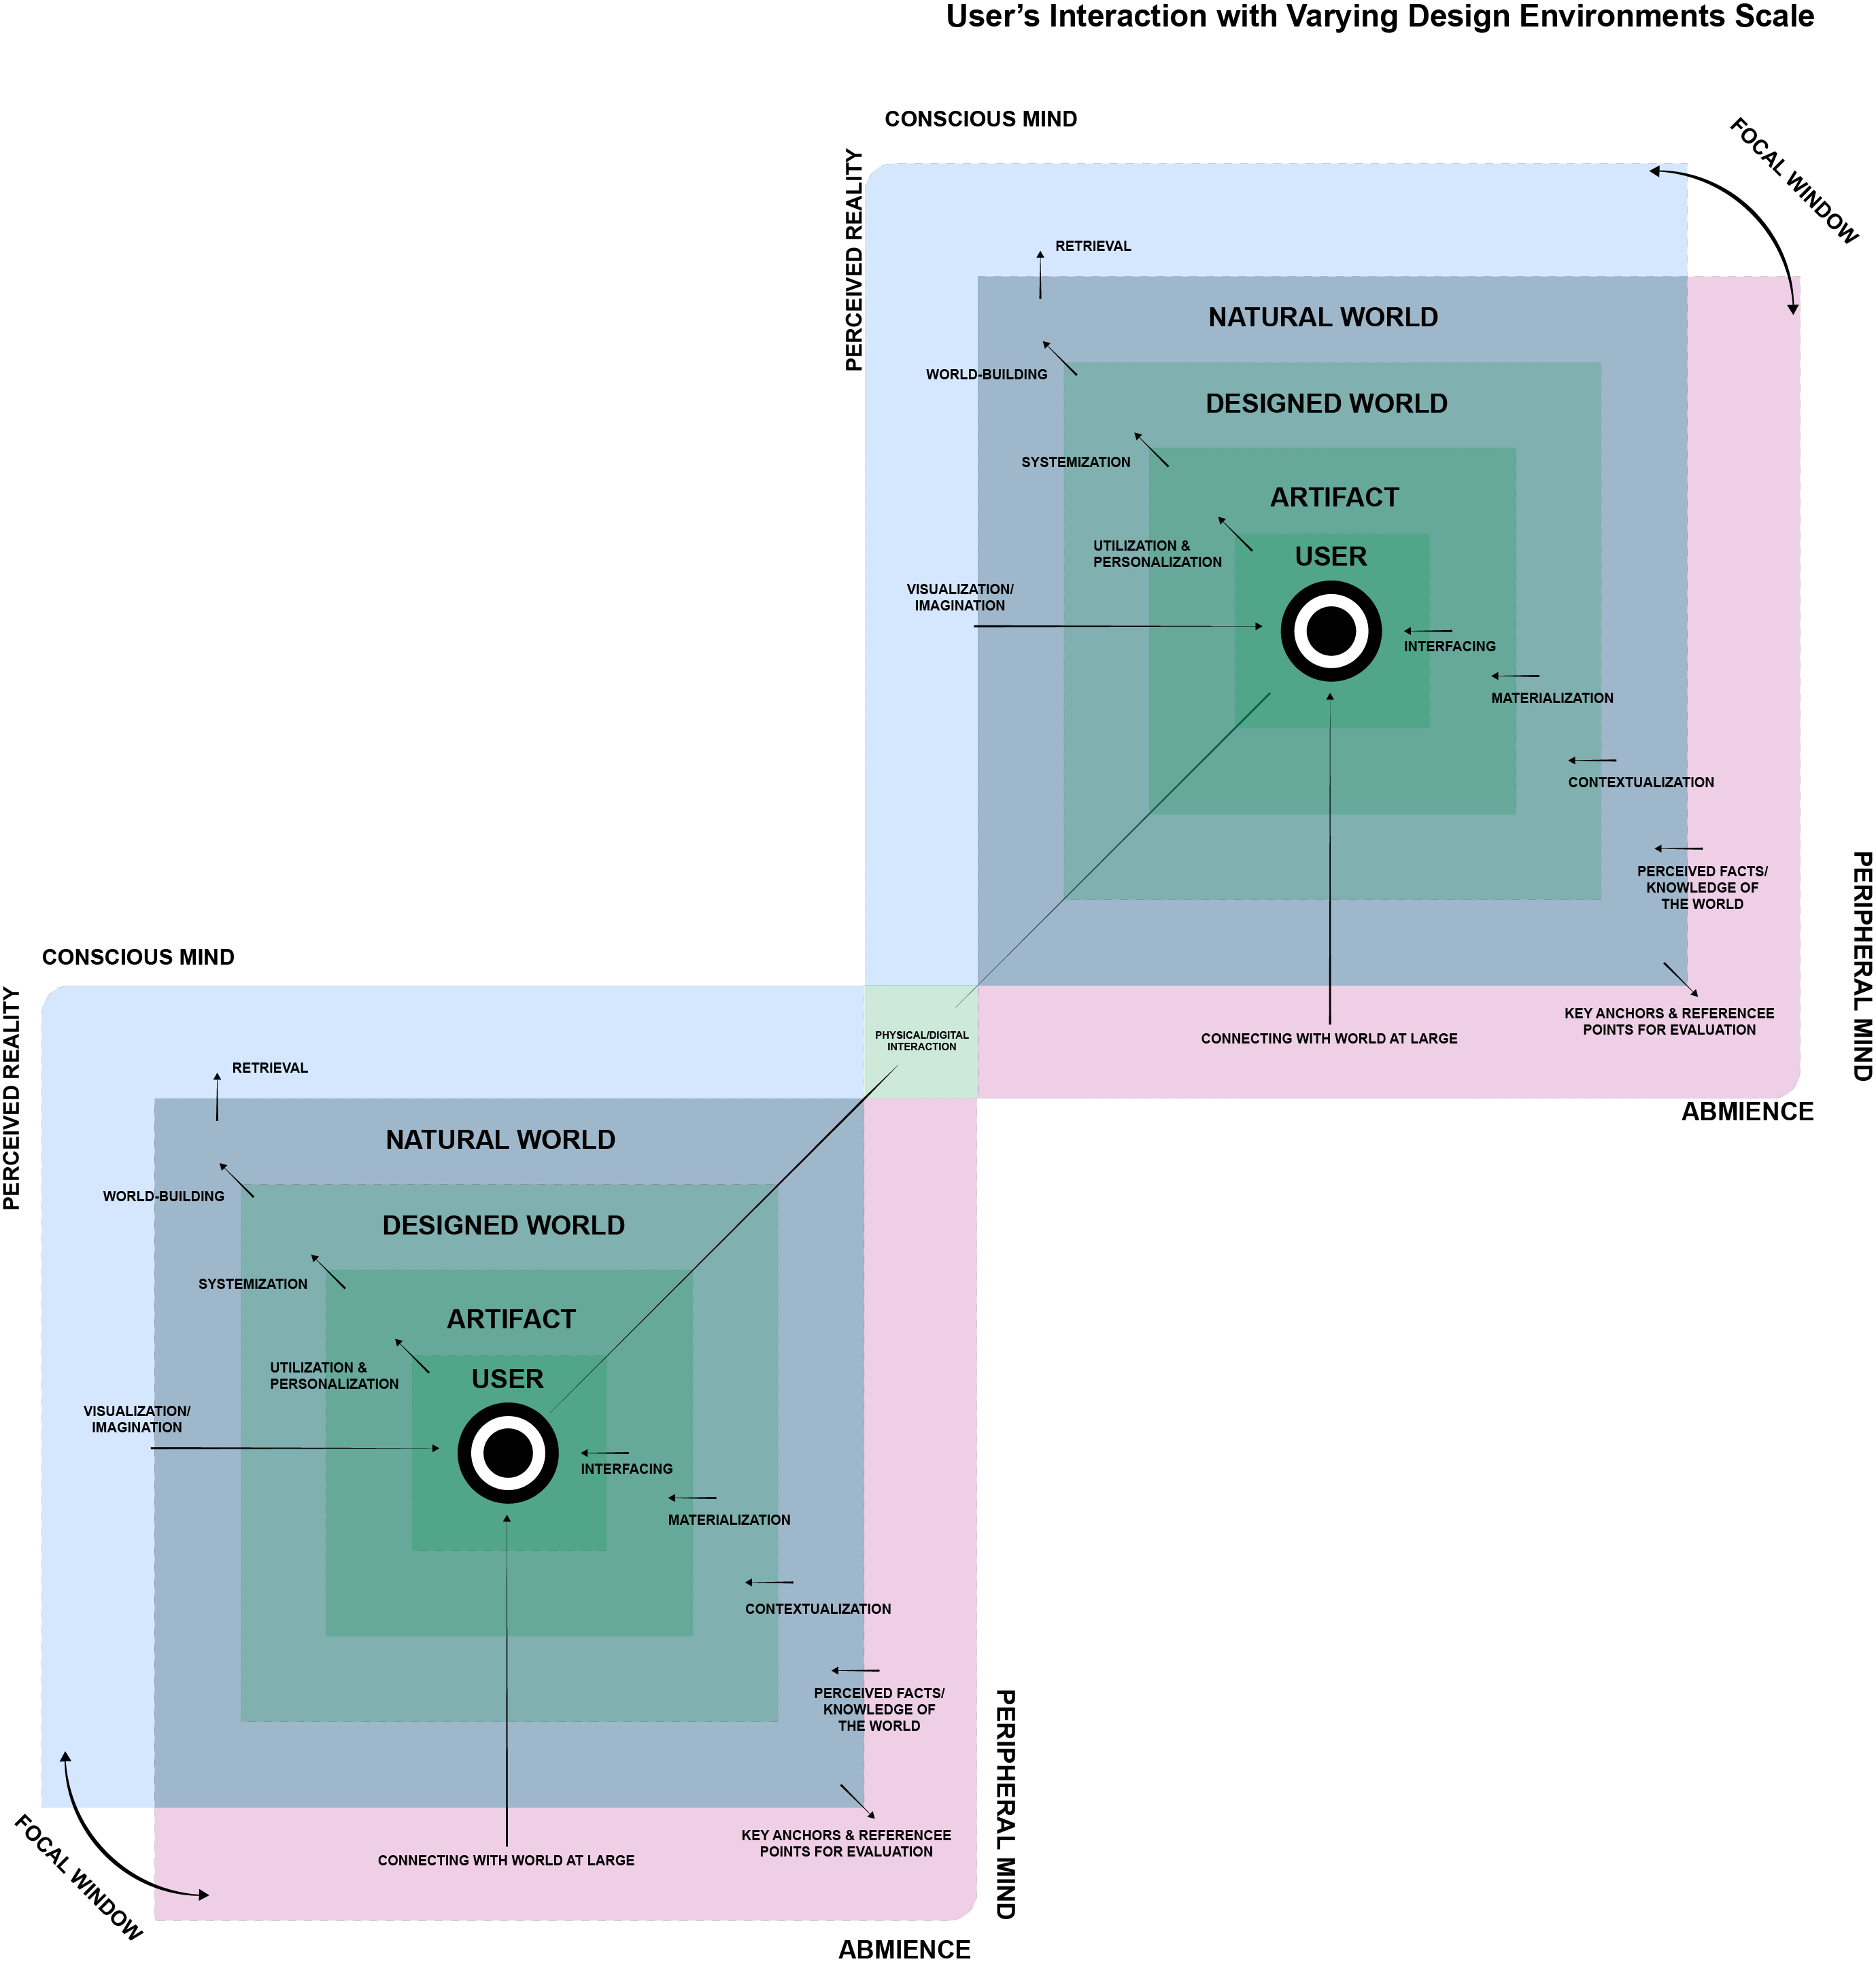 User's Interaction with Varying Design Environments Scale
CONSCIOUS MIND
PERCEIVED REALITY
FOCAL WINDOW
RETRIEVAL
NATURAL WORLD
WORLD-BUILDING
DESIGNED WORLD
SYSTEMIZATION
ARTIFACT
UTILIZATION &
PERSONALIZATION
USER
VISUALIZATION/
IMAGINATION
INTERFACING
MATERIALIZATION
CONTEXTUALIZATION
PERCEIVED FACTS/
KNOWLEDGE OF
THE WORLD
PERIPHERAL MIND
KEY ANCHORS & REFERENCEE
POINTS FOR EVALUATION
CONNECTING WITH WORLD AT LARGE
ABMIENCE
PHYSICAL/DIGITAL
INTERACTION
CONSCIOUS MIND
PERCEIVED REALITY
RETRIEVAL
NATURAL WORLD
WORLD-BUILDING
DESIGNED WORLD
SYSTEMIZATION
ARTIFACT
UTILIZATION &
PERSONALIZATION
USER
VISUALIZATION/
IMAGINATION
INTERFACING
MATERIALIZATION
CONTEXTUALIZATION
PERCEIVED FACTS/
KNOWLEDGE OF
THE WORLD
PERIPHERAL MIND
KEY ANCHORS & REFERENCEE
POINTS FOR EVALUATION
CONNECTING WITH WORLD AT LARGE
FOCAL WINDOW
ABMIENCE